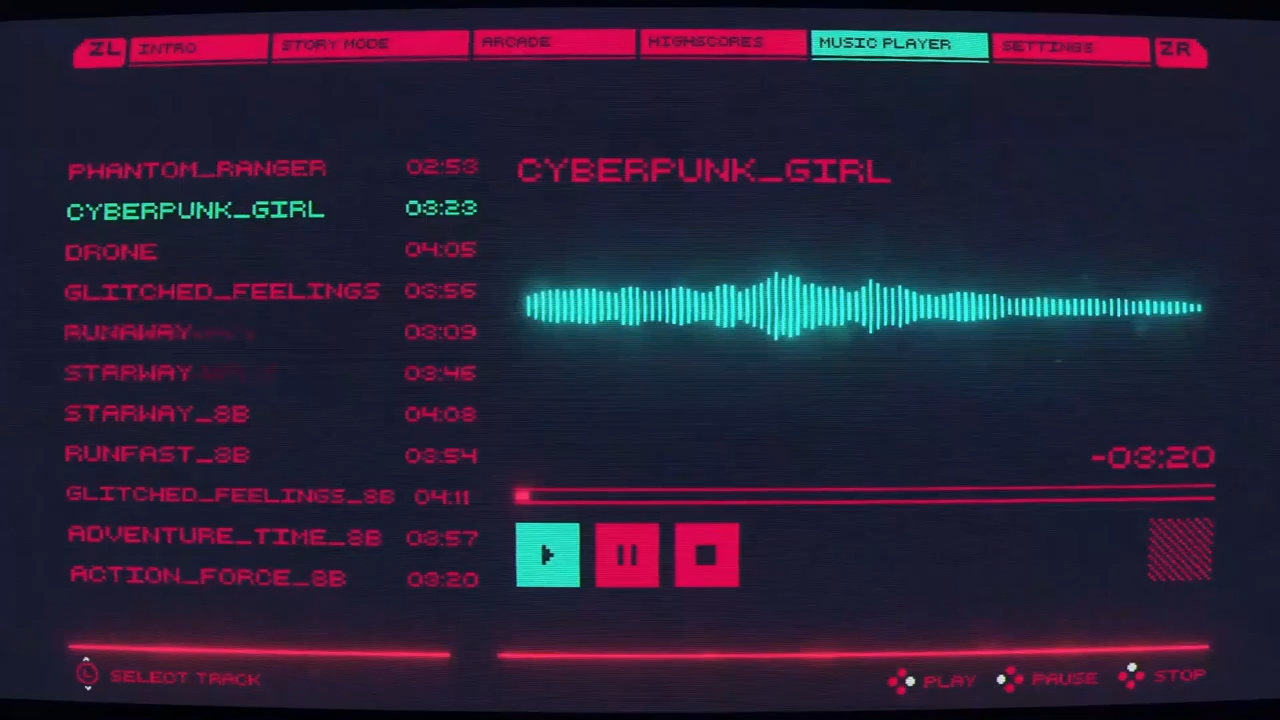 ZL INTRO STORY MODE ARCADE HIGHSCORES MUSIC PLAYER SETTINGS ZR
PHANTOM_RANGER 02:53
CYBERPUNK_GIRL 03:23
DRONE 04:05
GLITCHED_FEELINGS 03:56
RUNAWAY 03:09
STARWAY 03:46
STARWAY_8B 04:08
RUNFAST_8B 03:54
GLITCHED_FEELINGS_8B 04:11
ADVENTURE_TIME_8B 03:57
ACTION_FORCE_8B 03:20
CYBERPUNK_GIRL
-03:20
L SELECT TRACK
PLAY PAUSE STOP